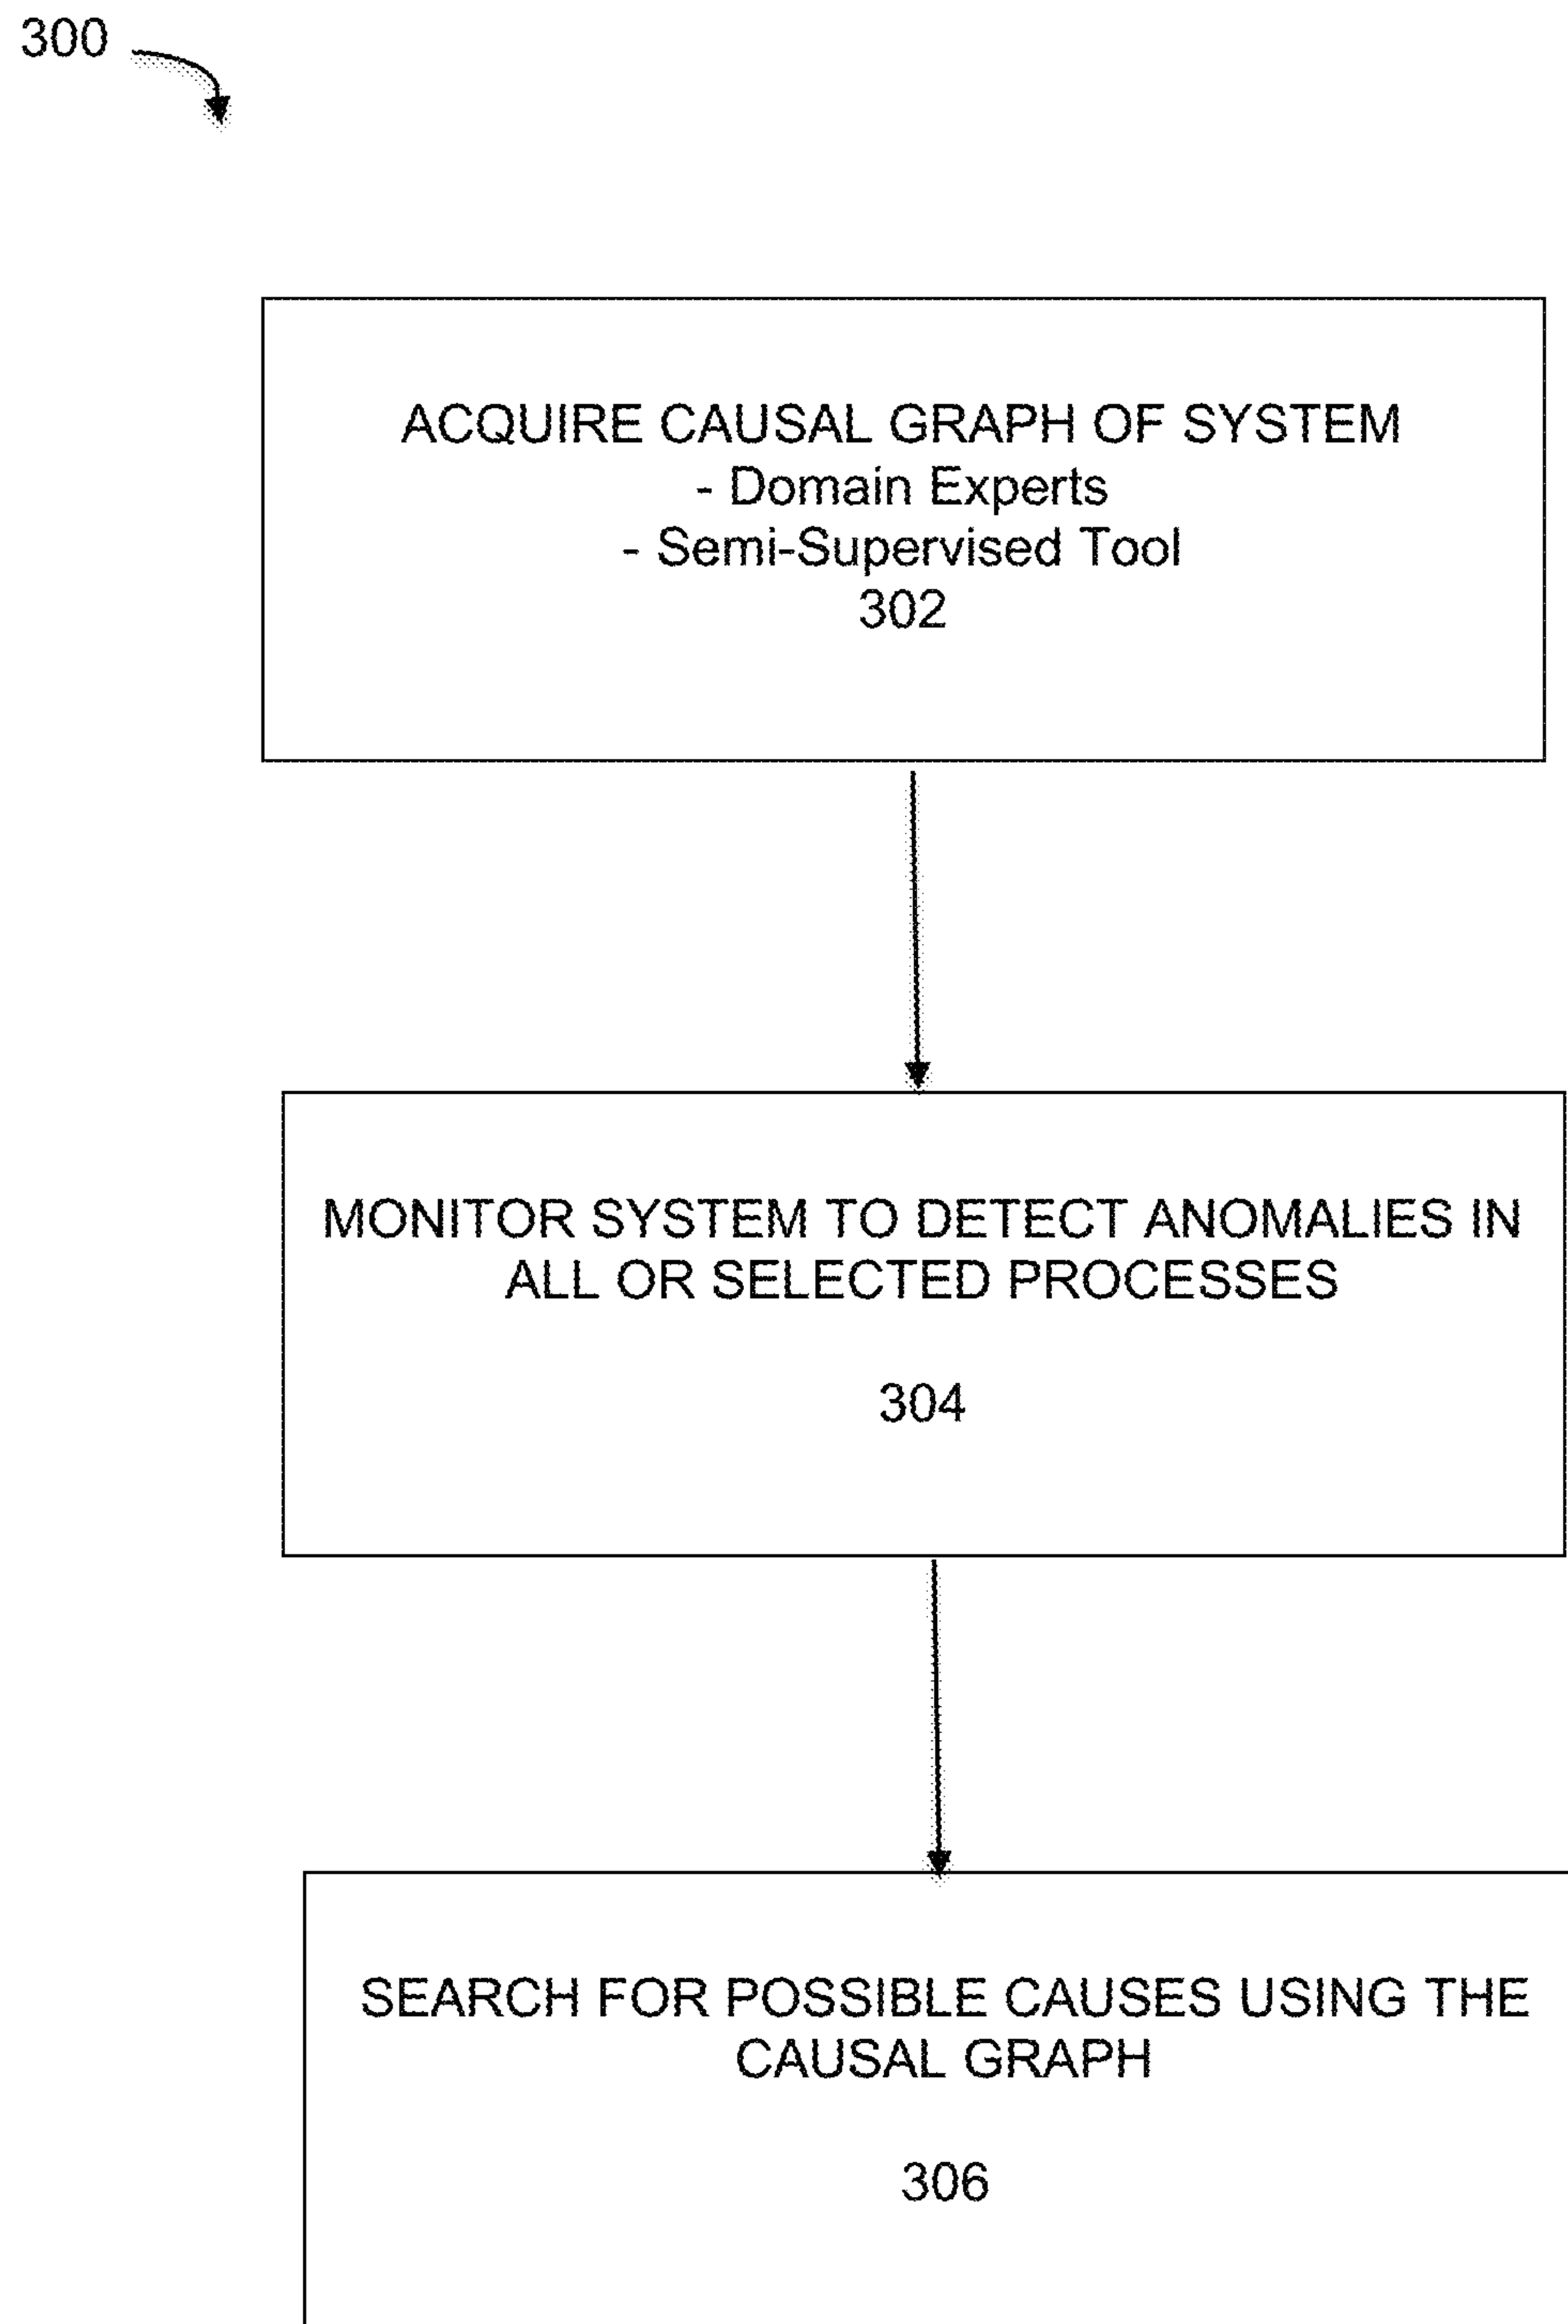 300
ACQUIRE CAUSAL GRAPH OF SYSTEM
- Domain Experts
- Semi-Supervised Tool
302
MONITOR SYSTEM TO DETECT ANOMALIES IN
ALL OR SELECTED PROCESSES
304
SEARCH FOR POSSIBLE CAUSES USING THE
CAUSAL GRAPH
306